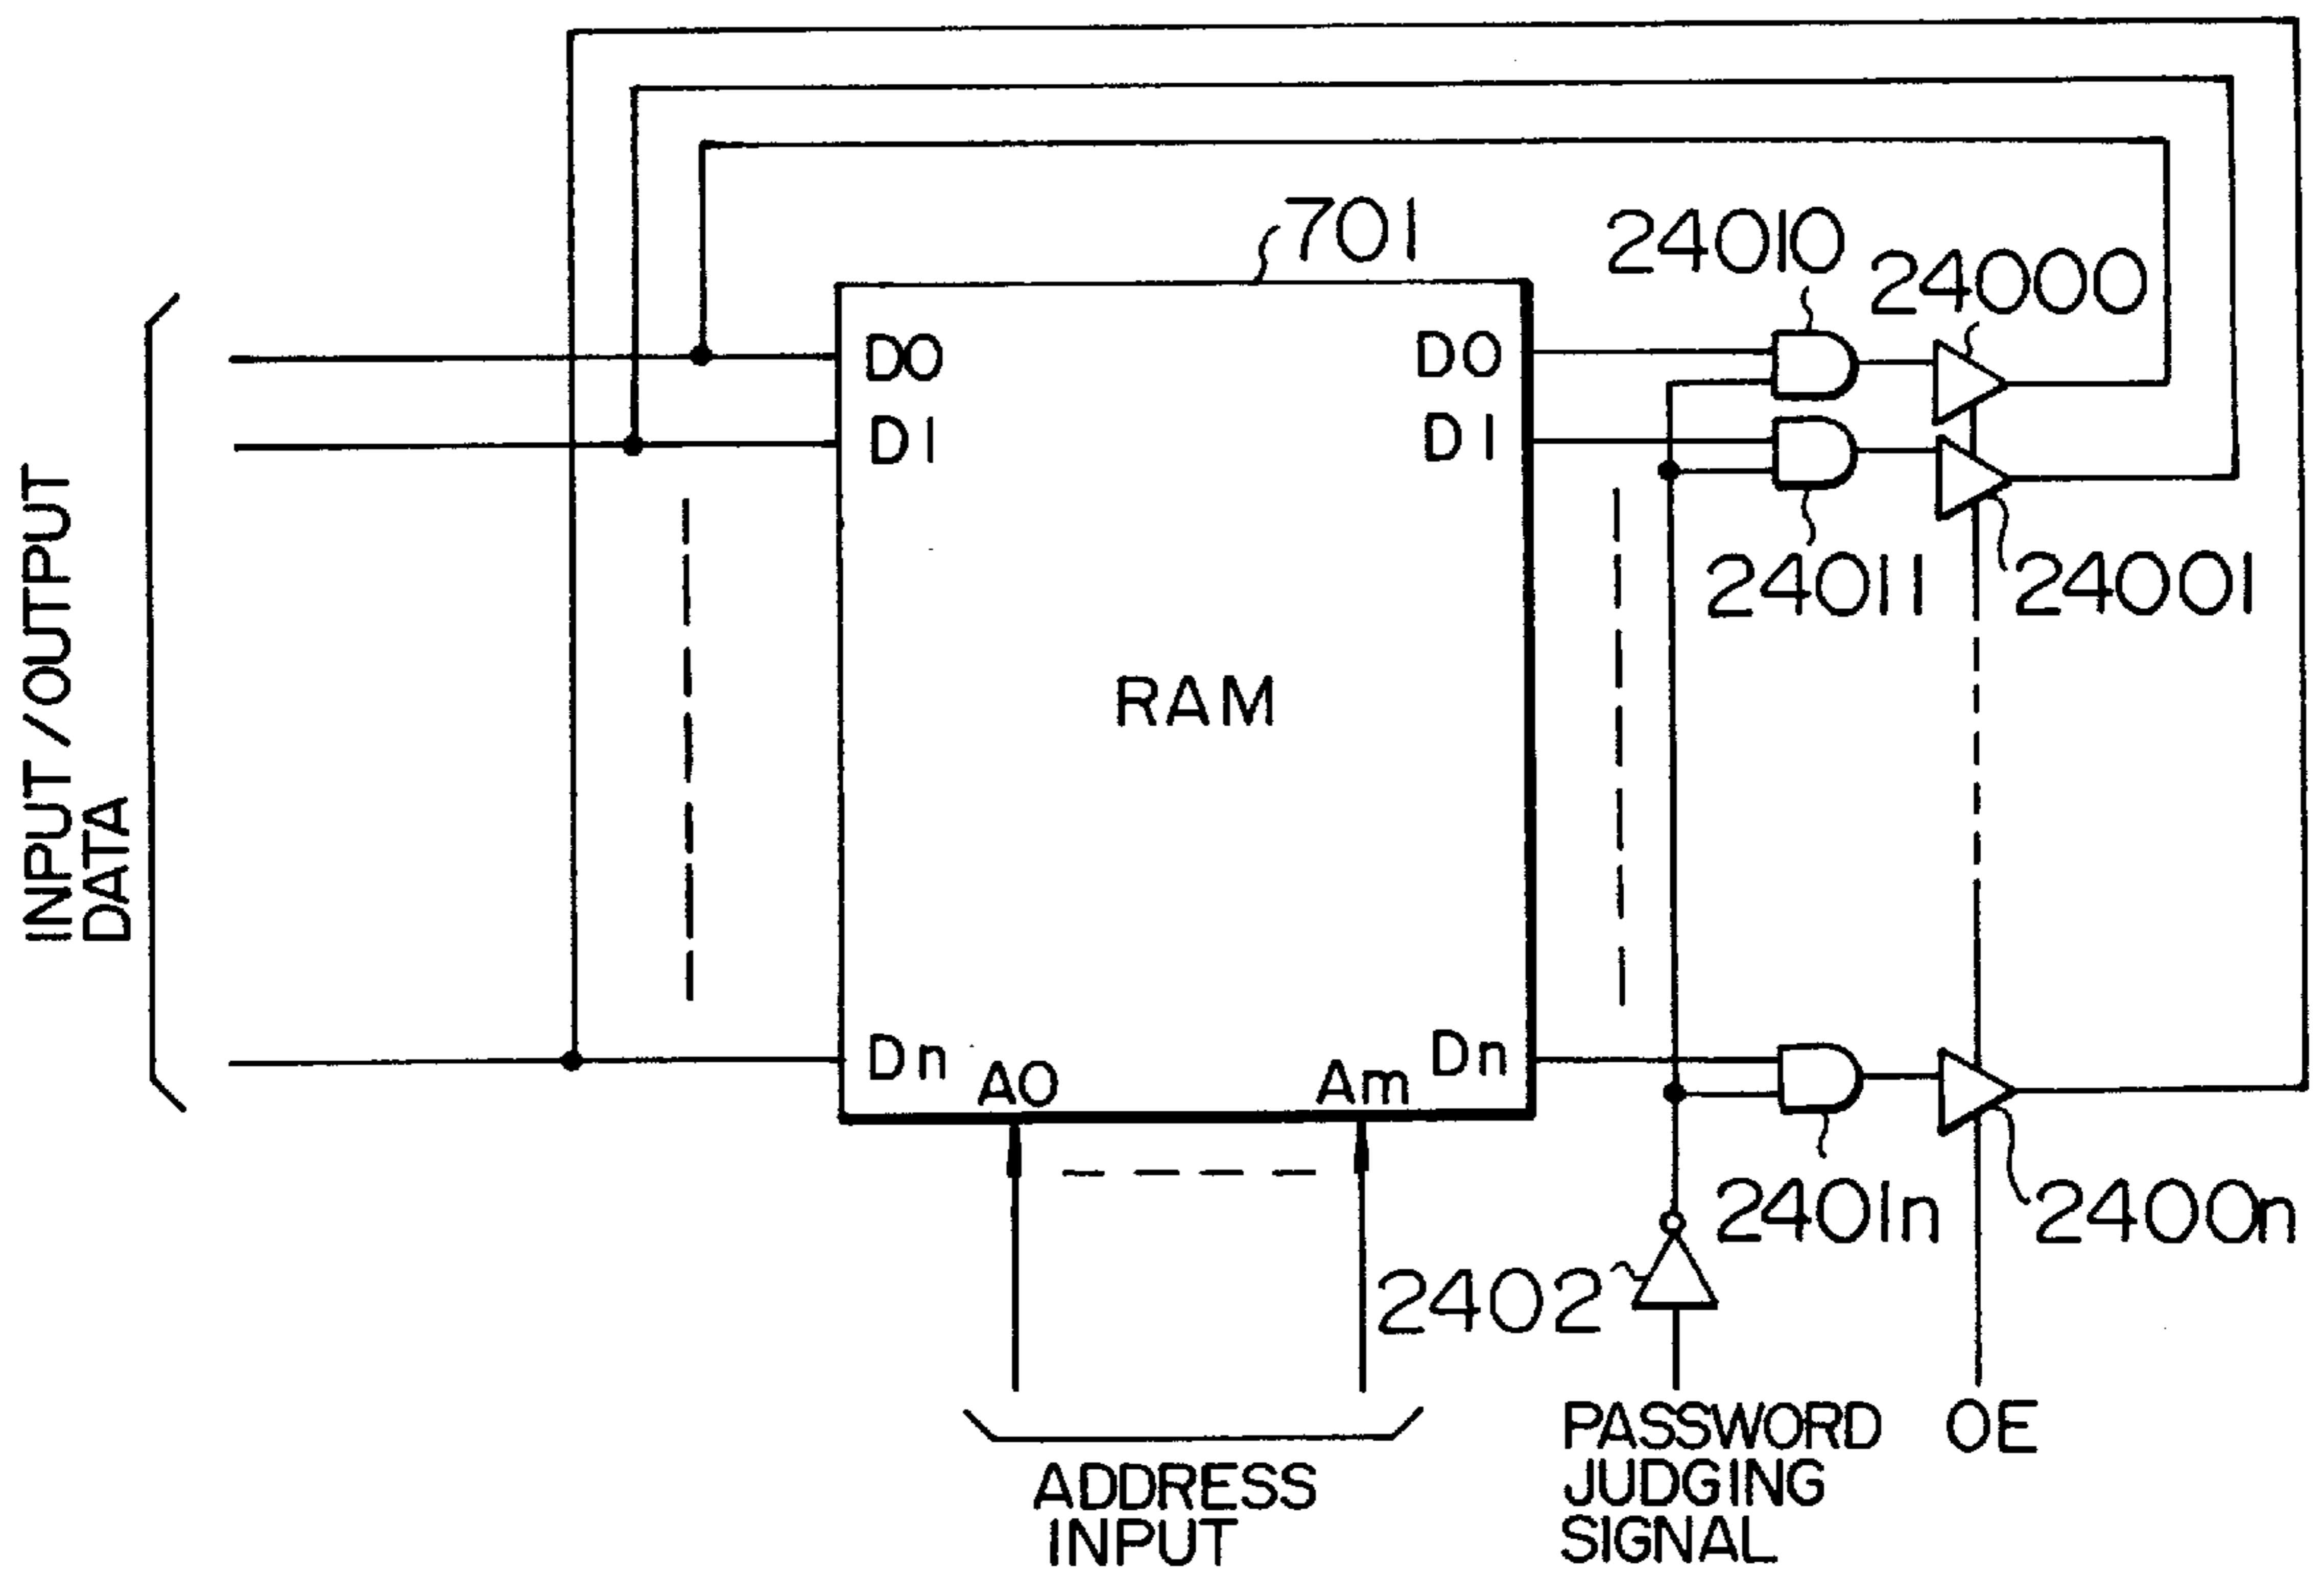 701
24010
24000
D0
D0
D1
D1
24011
24001
INPUT/OUTPUT
DATA
RAM
Dn
Dn
A0
Am
2401n
2400n
2402
PASSWORD
JUDGING
SIGNAL
OE
ADDRESS
INPUT